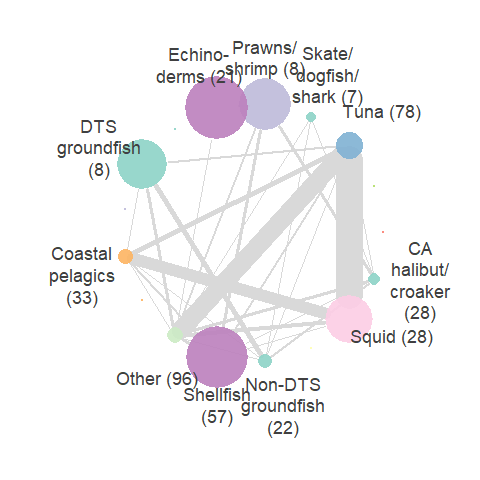 Echino-
derms (21)
Prawns/
shrimp (8)
Skate/
dogfish/
shark (7)
Tuna (78)
DTS
groundfish
(8)
Coastal
pelagics
(33)
CA
halibut/
croaker
(28)
Squid (28)
Other (96)
Shellfish
(57)
Non-DTS
groundfish
(22)